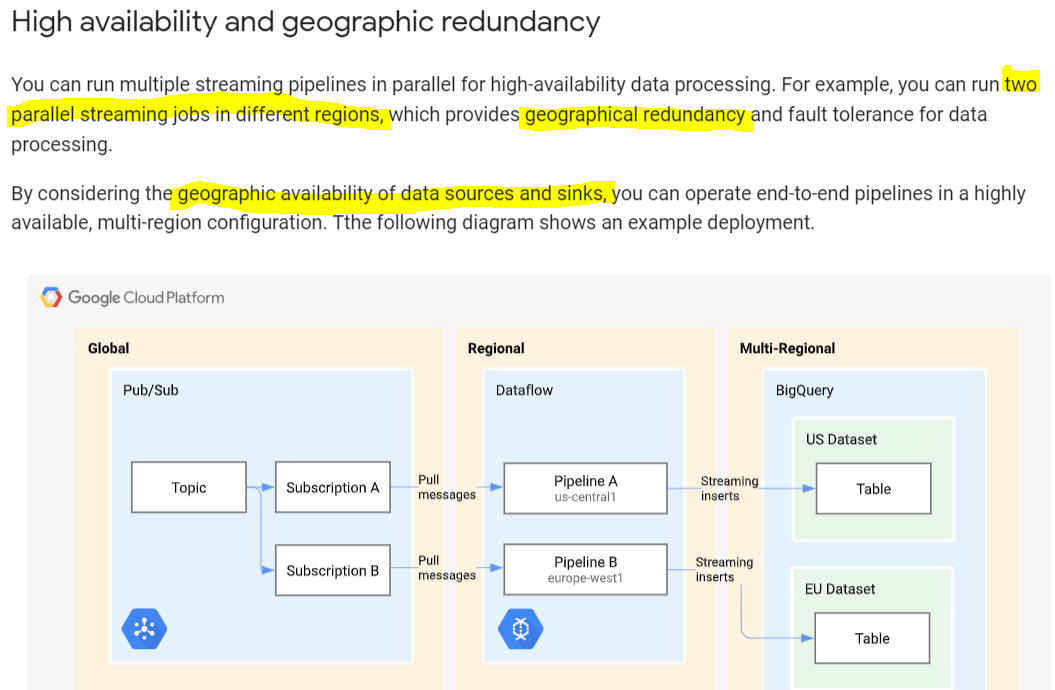 High availability and geographic redundancy
You can run multiple streaming pipelines in parallel for high-availability data processing. For example, you can run two
parallel streaming jobs in different regions, which provides geographical redundancy and fault tolerance for data
processing.
By considering the geographic availability of data sources and sinks, you can operate end-to-end pipelines in a highly
available, multi-region configuration. Tthe following diagram shows an example deployment.
Google Cloud Platform
Global
Pub/Sub
Topic
Subscription A
Subscription B
Pull
messages
Pull
messages
Regional
Dataflow
Pipeline A
us-central1
Pipeline B
europe-west1
Streaming
inserts
Streaming
inserts
Multi-Regional
BigQuery
US Dataset
Table
EU Dataset
Table